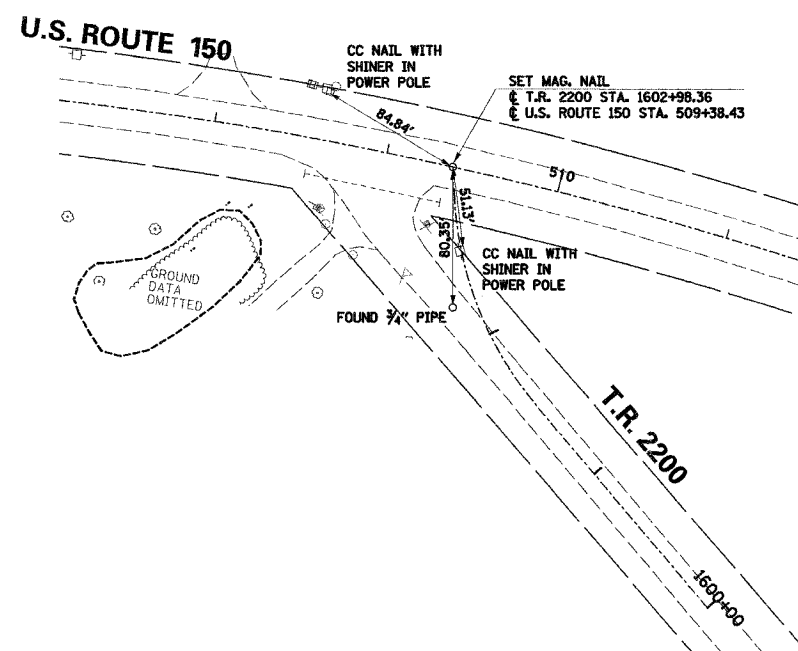 U.S. ROUTE 150
CC NAIL WITH
SHINER IN
POWER POLE
SET MAG. NAIL
℄ T.R. 2200 STA. 1602+98.36
℄ U.S. ROUTE 150 STA. 509+38.43
84.84'
510
51.13'
80.35'
CC NAIL WITH
SHINER IN
POWER POLE
GROUND
DATA
OMITTED
FOUND ¾" PIPE
T.R. 2200
1600+00